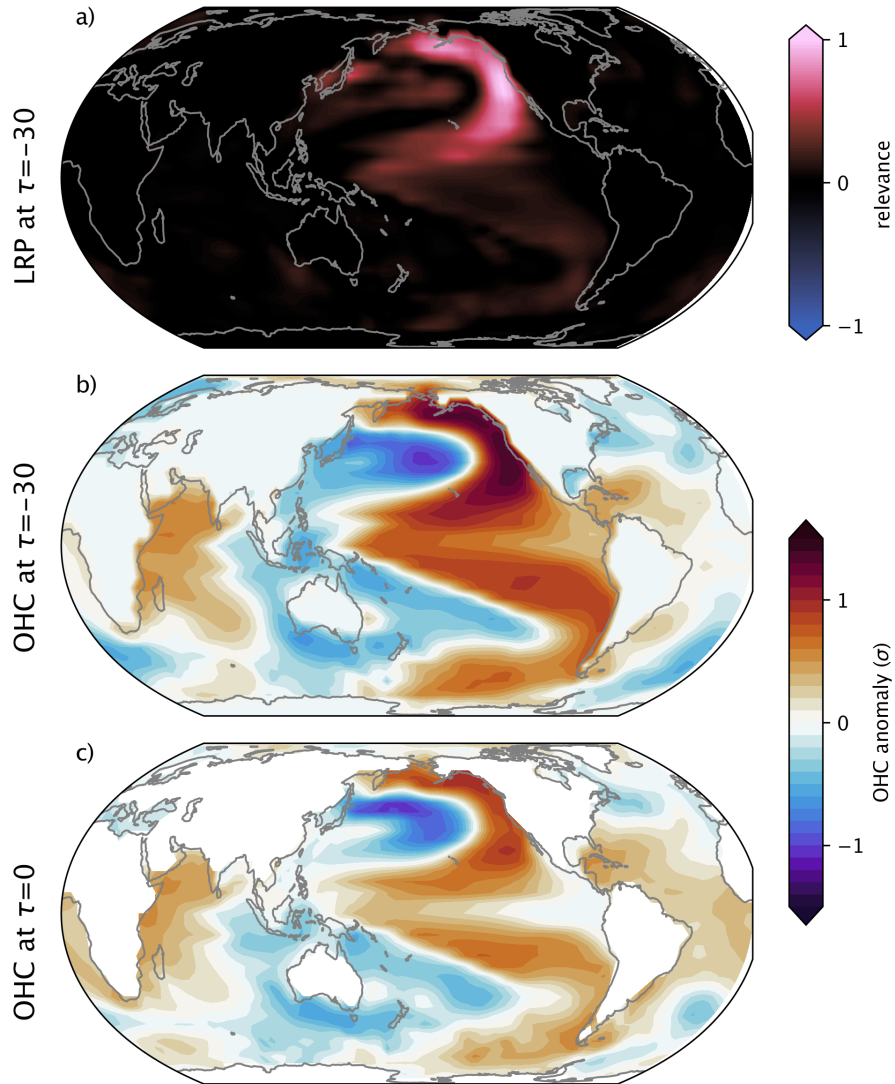 a)
LRP at τ=−30
1
0
−1
relevance
b)
OHC at τ=−30
1
0
−1
OHC anomaly (σ)
c)
OHC at τ=0